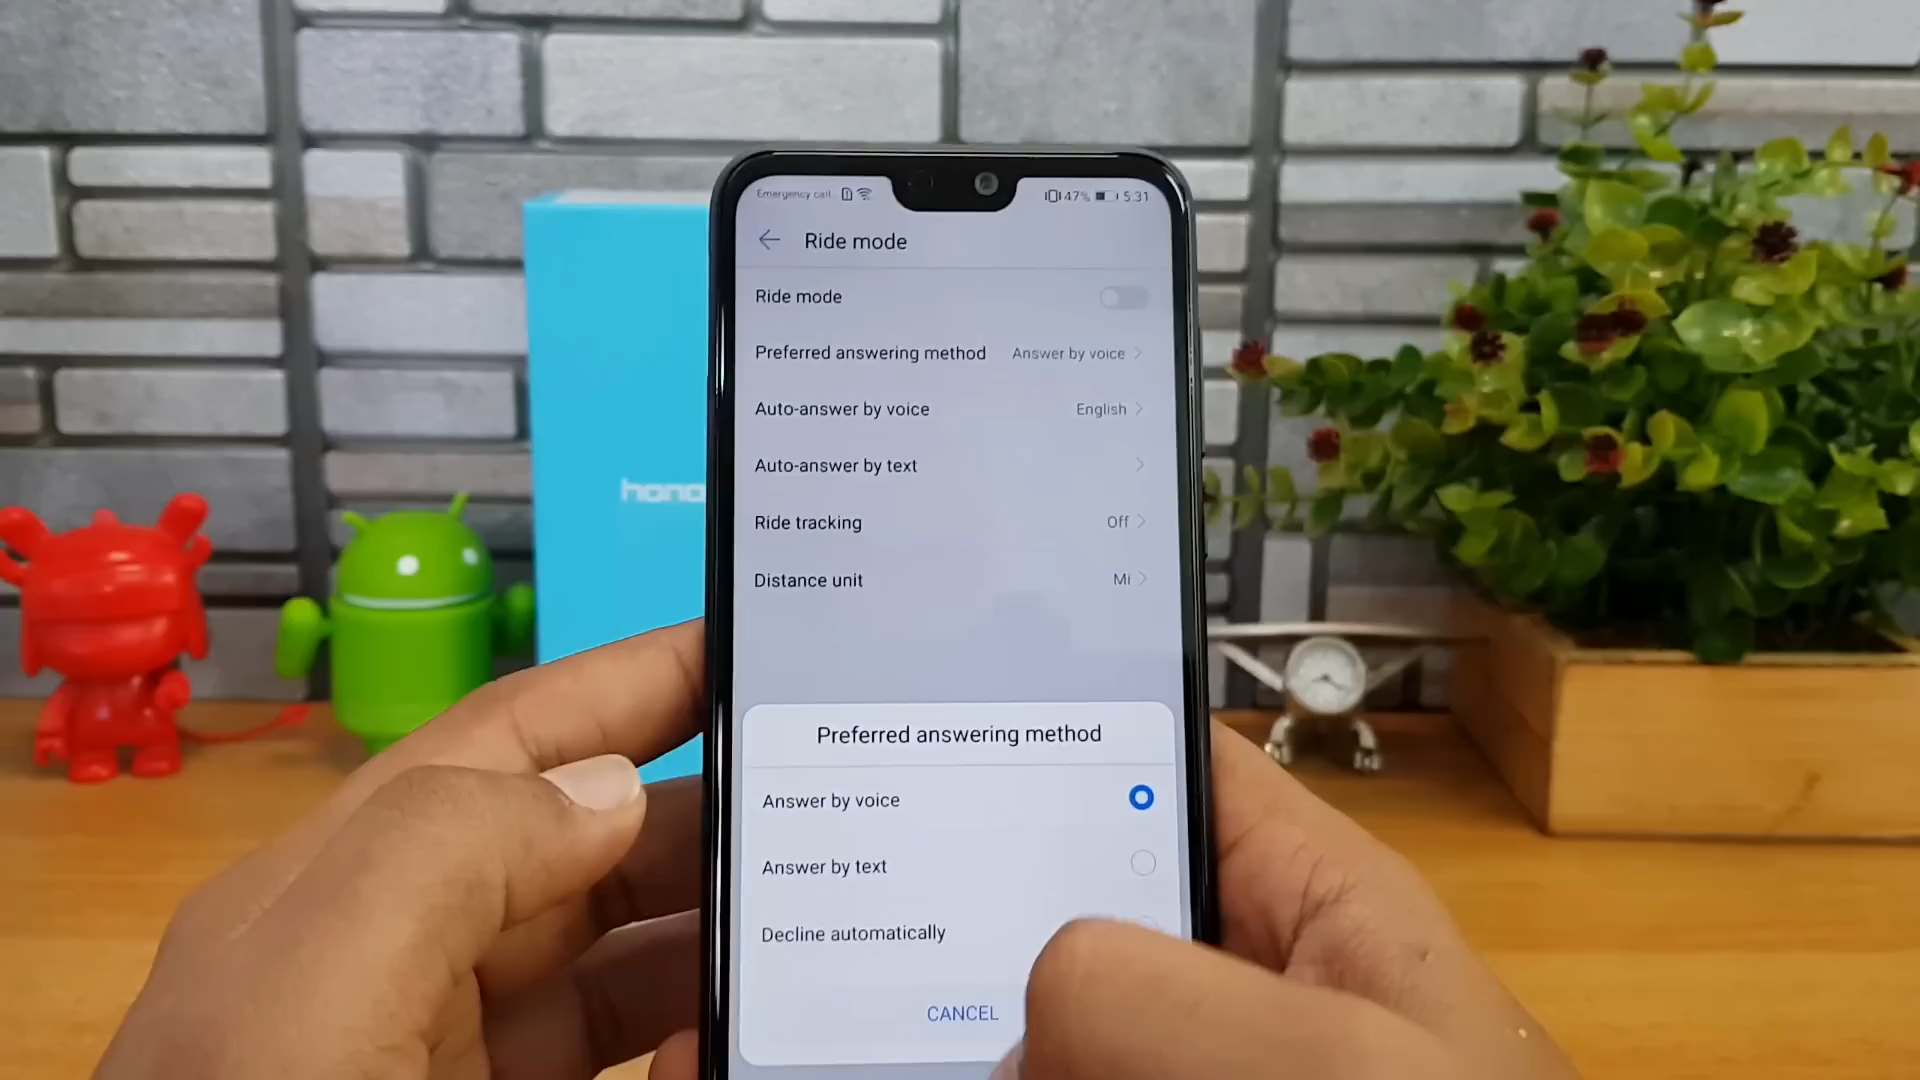 Emergency call
47% 5:31
Ride mode
Ride mode
Preferred answering method Answer by voice
Auto-answer by voice English
Auto-answer by text
Ride tracking Off
Distance unit Mi
hono
Preferred answering method
Answer by voice
Answer by text
Decline automatically
CANCEL